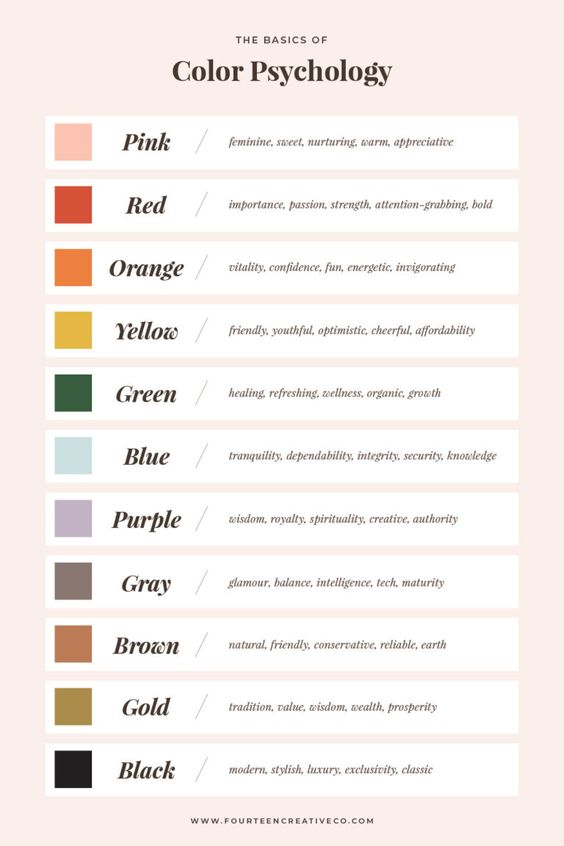 THE BASICS OF
Color Psychology
Pink / feminine, sweet, nurturing, warm, appreciative
Red / importance, passion, strength, attention-grabbing, bold
Orange / vitality, confidence, fun, energetic, invigorating
Yellow / friendly, youthful, optimistic, cheerful, affordability
Green / healing, refreshing, wellness, organic, growth
Blue / tranquility, dependability, integrity, security, knowledge
Purple / wisdom, royalty, spirituality, creative, authority
Gray / glamour, balance, intelligence, tech, maturity
Brown / natural, friendly, conservative, reliable, earth
Gold / tradition, value, wisdom, wealth, prosperity
Black / modern, stylish, luxury, exclusivity, classic
WWW.FOURTEENCREATIVECO.COM